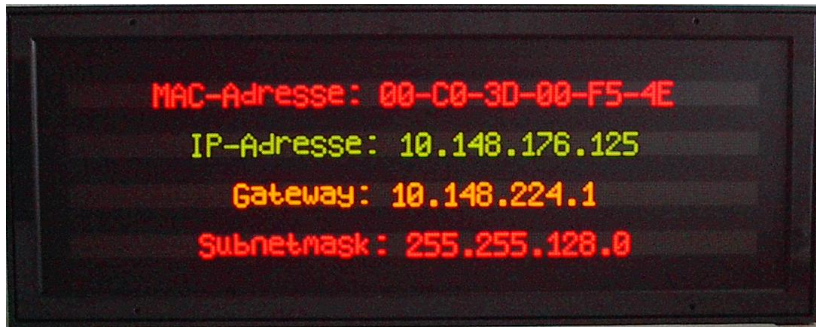 MAC-Adresse: 00-C0-3D-00-F5-4E
IP-Adresse: 10.148.176.125
Gateway: 10.148.224.1
Subnetmask: 255.255.128.0